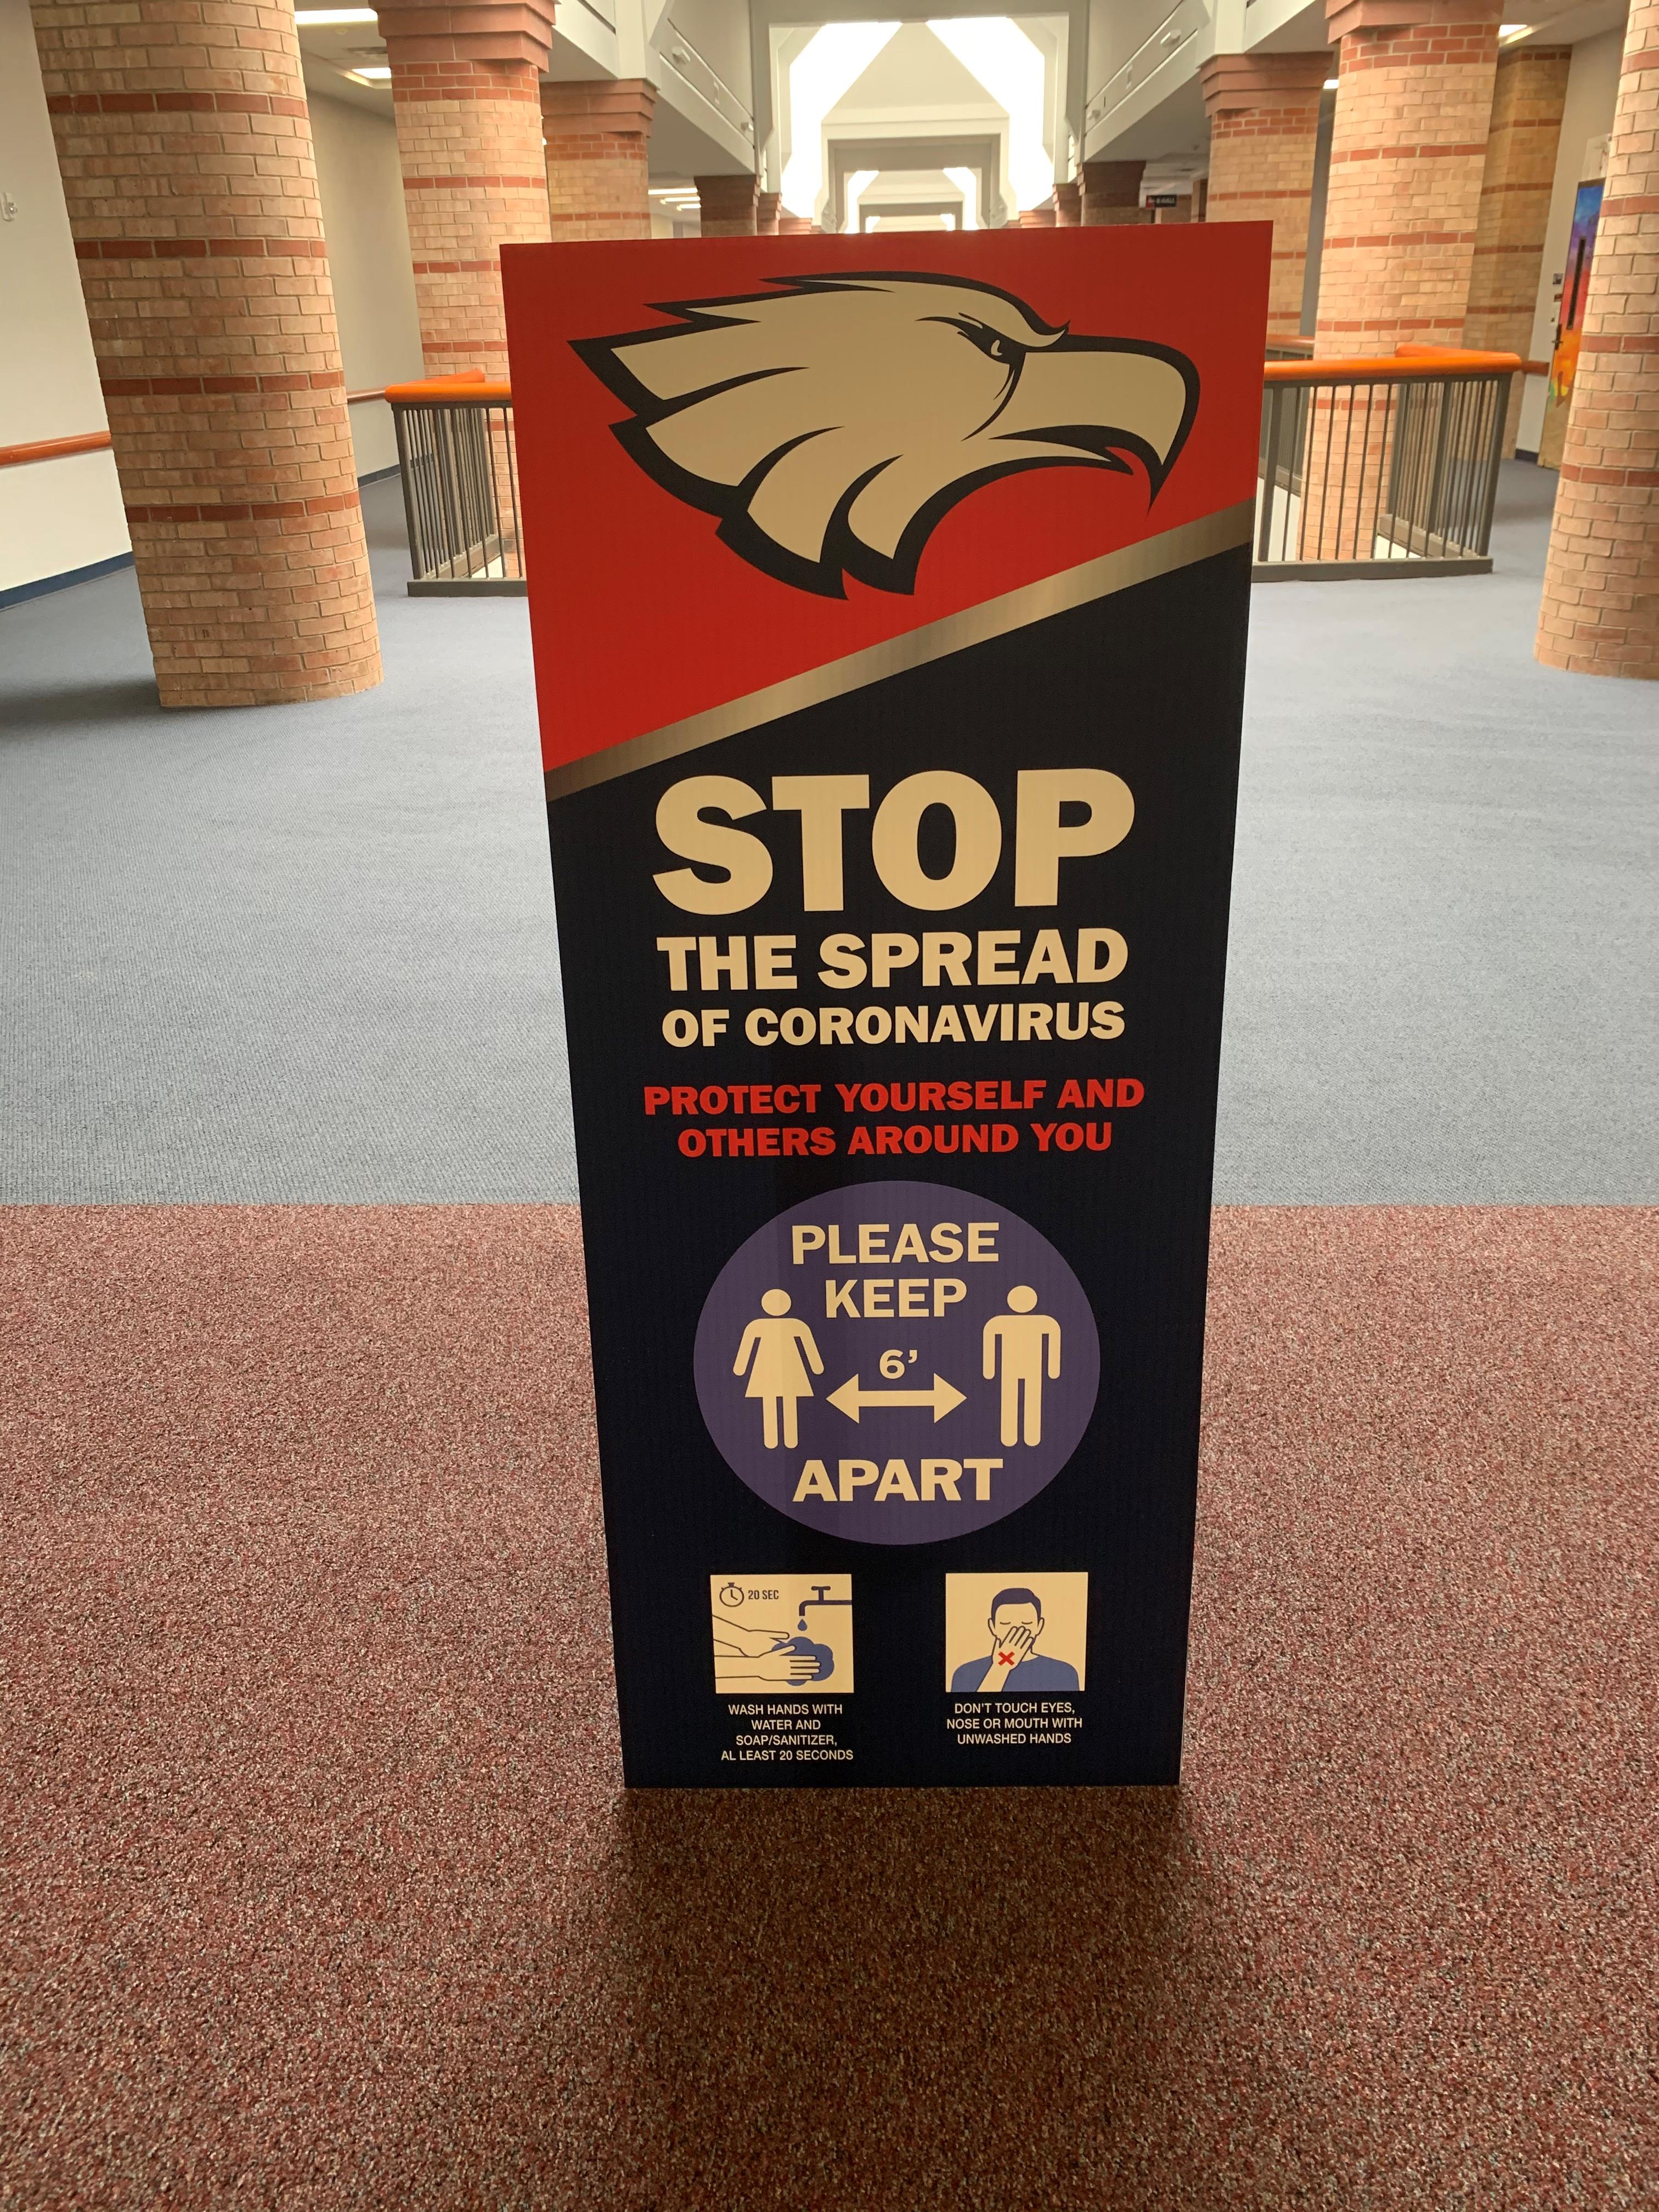 STOP
THE SPREAD
OF CORONAVIRUS
PROTECT YOURSELF AND
OTHERS AROUND YOU
PLEASE
KEEP
6’
APART
20 SEC
WASH HANDS WITH
WATER AND
SOAP/SANITIZER,
AL LEAST 20 SECONDS
DON'T TOUCH EYES,
NOSE OR MOUTH WITH
UNWASHED HANDS